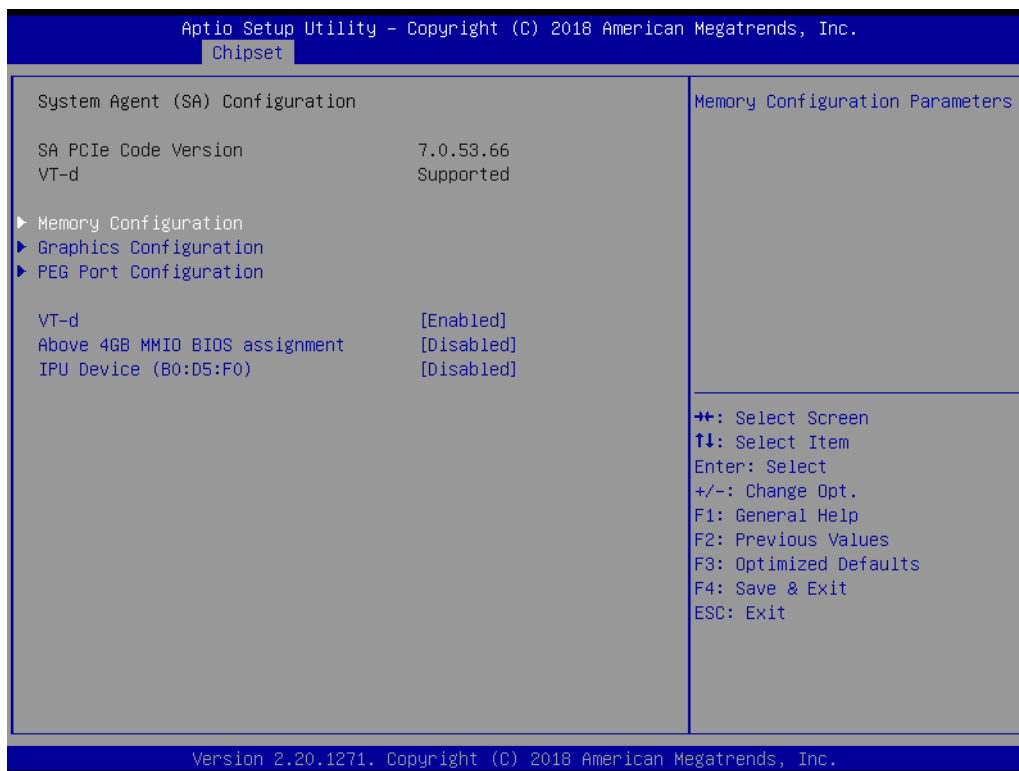 Aptio Setup Utility – Copyright (C) 2018 American Megatrends, Inc.
Chipset
System Agent (SA) Configuration
SA PCIe Code Version 7.0.53.66
VT-d Supported
▶ Memory Configuration
▶ Graphics Configuration
▶ PEG Port Configuration
VT-d [Enabled]
Above 4GB MMIO BIOS assignment [Disabled]
IPU Device (B0:D5:F0) [Disabled]
Memory Configuration Parameters
→←: Select Screen
↑↓: Select Item
Enter: Select
+/-: Change Opt.
F1: General Help
F2: Previous Values
F3: Optimized Defaults
F4: Save & Exit
ESC: Exit
Version 2.20.1271. Copyright (C) 2018 American Megatrends, Inc.